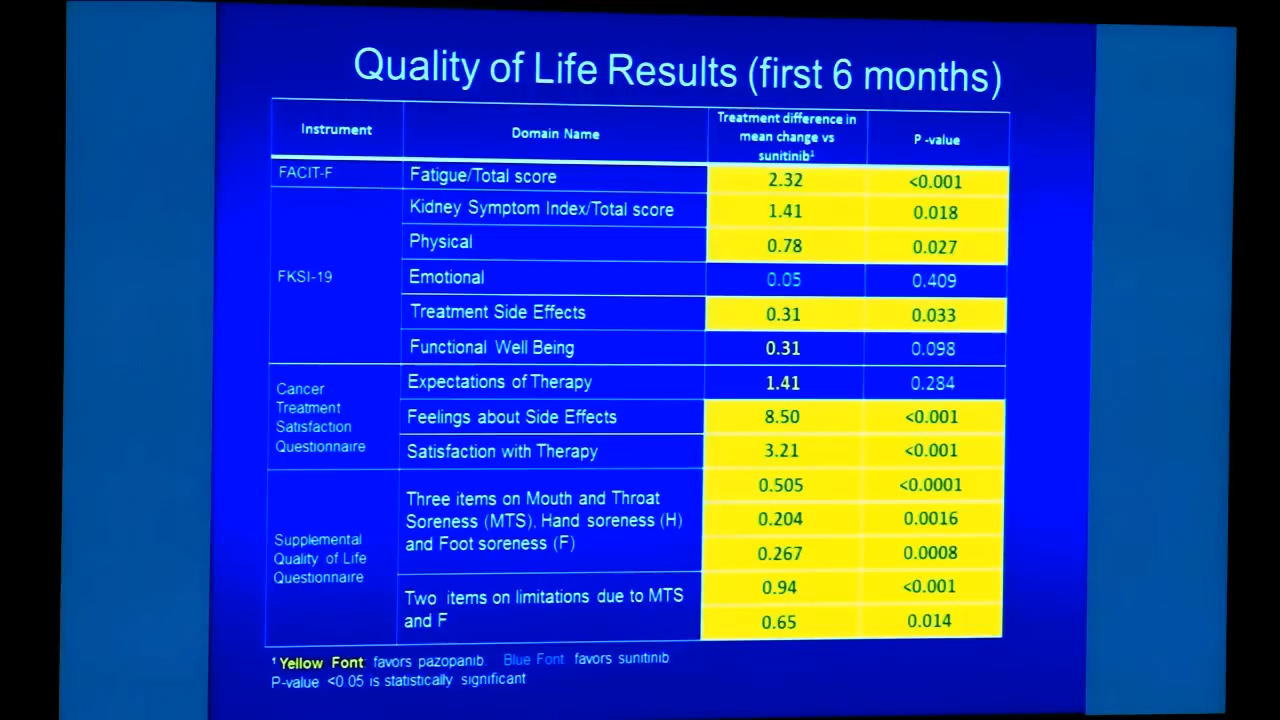 Quality of Life Results (first 6 months)
Instrument Domain Name Treatment difference in mean change vs sunitinib¹ P -value
FACIT-F Fatigue/Total score 2.32 <0.001
FKSI-19 Kidney Symptom Index/Total score 1.41 0.018
Physical 0.78 0.027
Emotional 0.05 0.409
Treatment Side Effects 0.31 0.033
Functional Well Being 0.31 0.098
Cancer Treatment Satisfaction Questionnaire Expectations of Therapy 1.41 0.284
Feelings about Side Effects 8.50 <0.001
Satisfaction with Therapy 3.21 <0.001
Supplemental Quality of Life Questionnaire Three items on Mouth and Throat Soreness (MTS), Hand soreness (H) and Foot soreness (F) 0.505 <0.0001
0.204 0.0016
0.267 0.0008
Two items on limitations due to MTS and F 0.94 <0.001
0.65 0.014
¹ Yellow Font favors pazopanib Blue Font favors sunitinib
P-value <0.05 is statistically significant